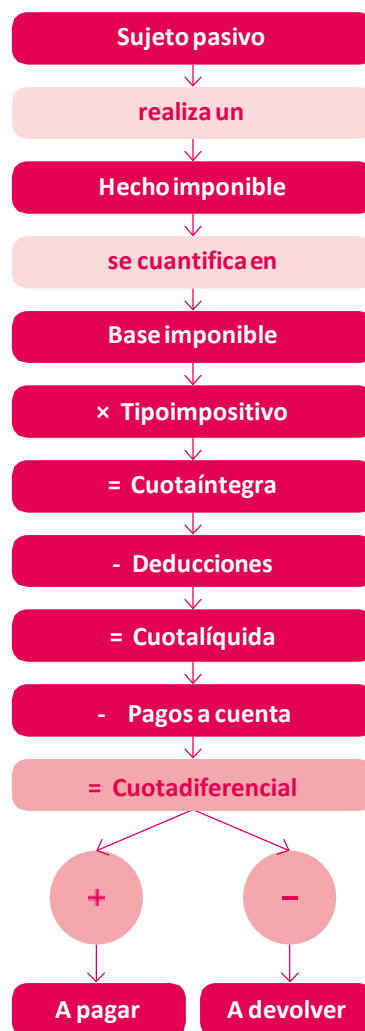 Sujeto pasivo
realiza un
Hecho imponible
se cuantifica en
Base imponible
× Tipoimpositivo
= Cuotaíntegra
- Deducciones
= Cuotalíquida
- Pagos a cuenta
= Cuotadiferencial
+ −
A pagar A devolver